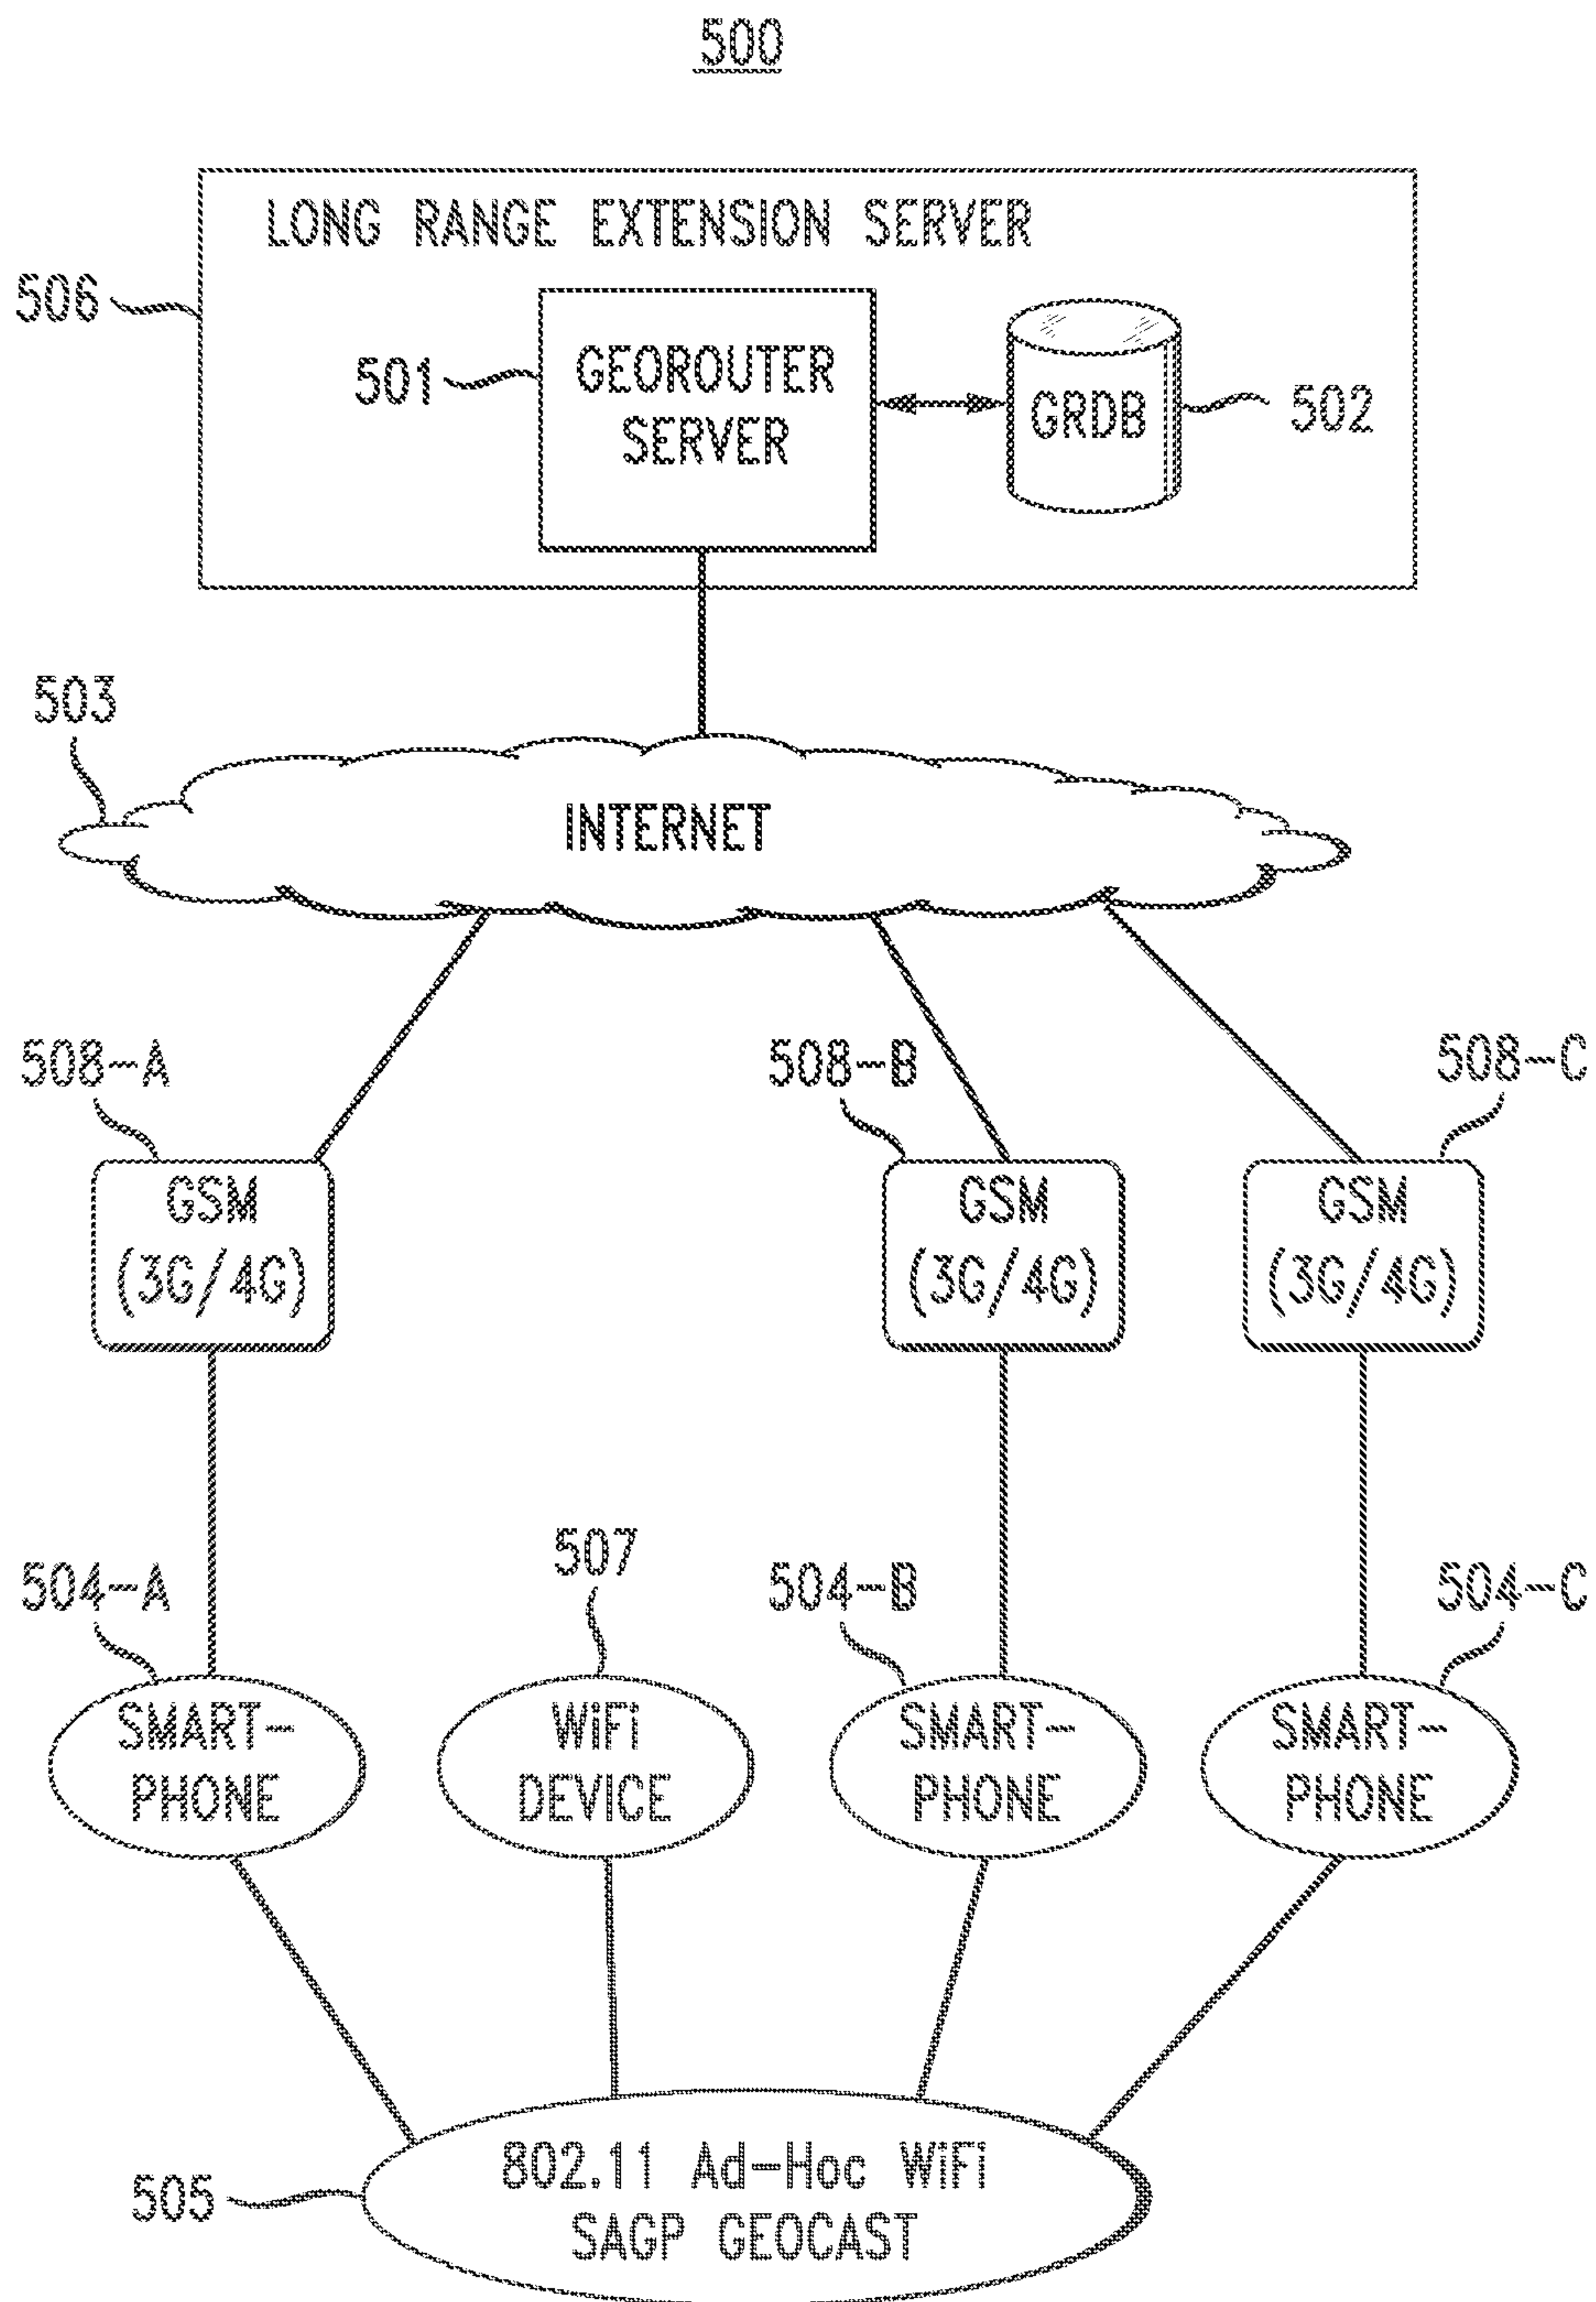 500
LONG RANGE EXTENSION SERVER
506
501
GEOROUTER
SERVER
GRDB
502
503
INTERNET
508-A
508-B
508-C
GSM
(3G/4G)
GSM
(3G/4G)
GSM
(3G/4G)
504-A
507
504-B
504-C
SMART-
PHONE
WiFi
DEVICE
SMART-
PHONE
SMART-
PHONE
505
802.11 Ad-Hoc WiFi
SAGP GEOCAST